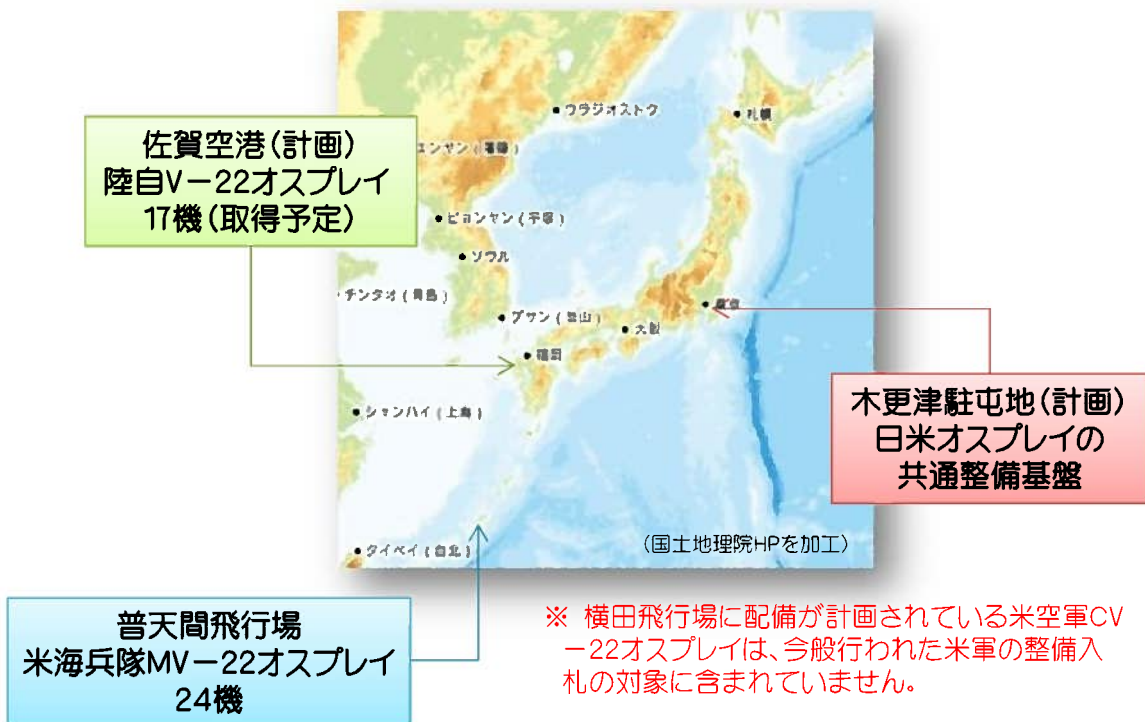 佐賀空港(計画)
陸自V-22オスプレイ
17機(取得予定)
ウラジオストク
札幌
ピョンヤン(平壌)
ソウル
チンタオ(青島)
プサン(釜山)
東京
大阪
福岡
シャンハイ(上海)
タイペイ(台北)
(国土地理院HPを加工)
木更津駐屯地(計画)
日米オスプレイの
共通整備基盤
普天間飛行場
米海兵隊MV-22オスプレイ
24機
※ 横田飛行場に配備が計画されている米空軍CV
-22オスプレイは、今般行われた米軍の整備入
札の対象に含まれていません。